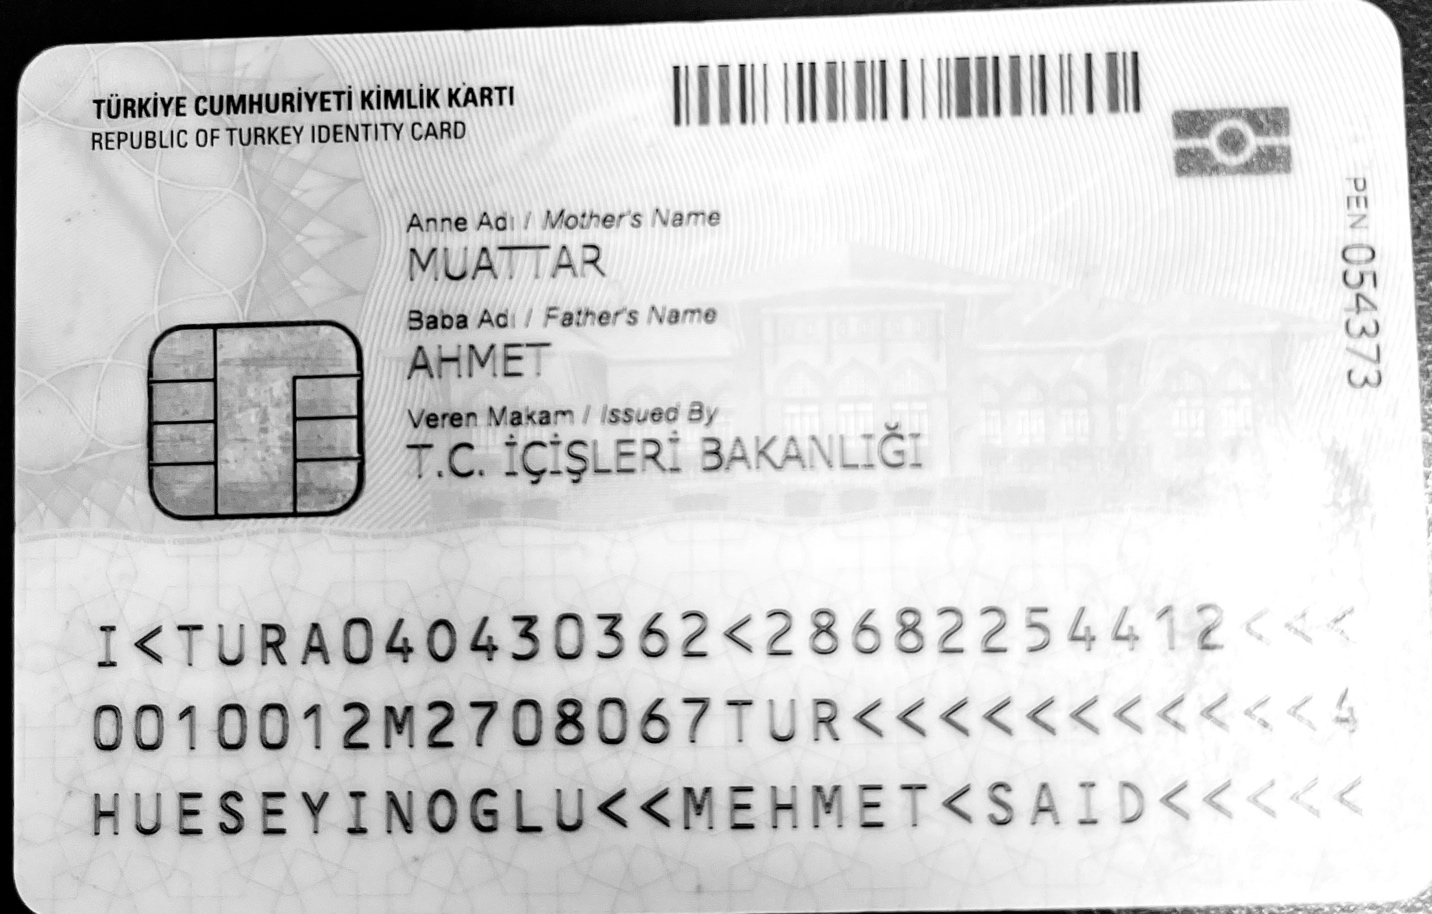 TÜRKİYE CUMHURİYETİ KİMLİK KARTI
REPUBLIC OF TURKEY IDENTITY CARD
Anne Adı / Mother's Name
MUATTAR
Baba Adı / Father's Name
AHMET
Veren Makam / Issued By
T.C. İÇİŞLERİ BAKANLIĞI
PEN 054373
I<TURA040430362<28682254412<<<
0010012M2708067TUR<<<<<<<<<<<4
HUESEYINOGLU<<MEHMET<SAID<<<<<